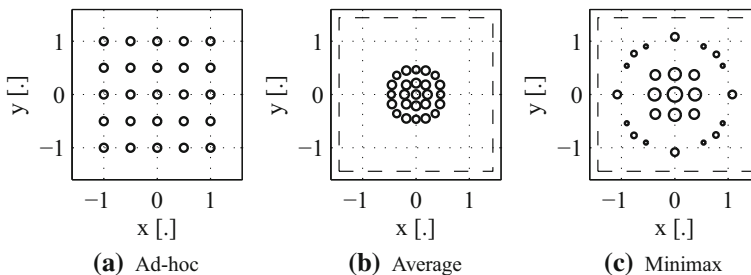 1
0
−1
y [.]
−1 0 1
x [.]
(a) Ad-hoc
1
0
−1
y [.]
−1 0 1
x [.]
(b) Average
1
0
−1
y [.]
−1 0 1
x [.]
(c) Minimax